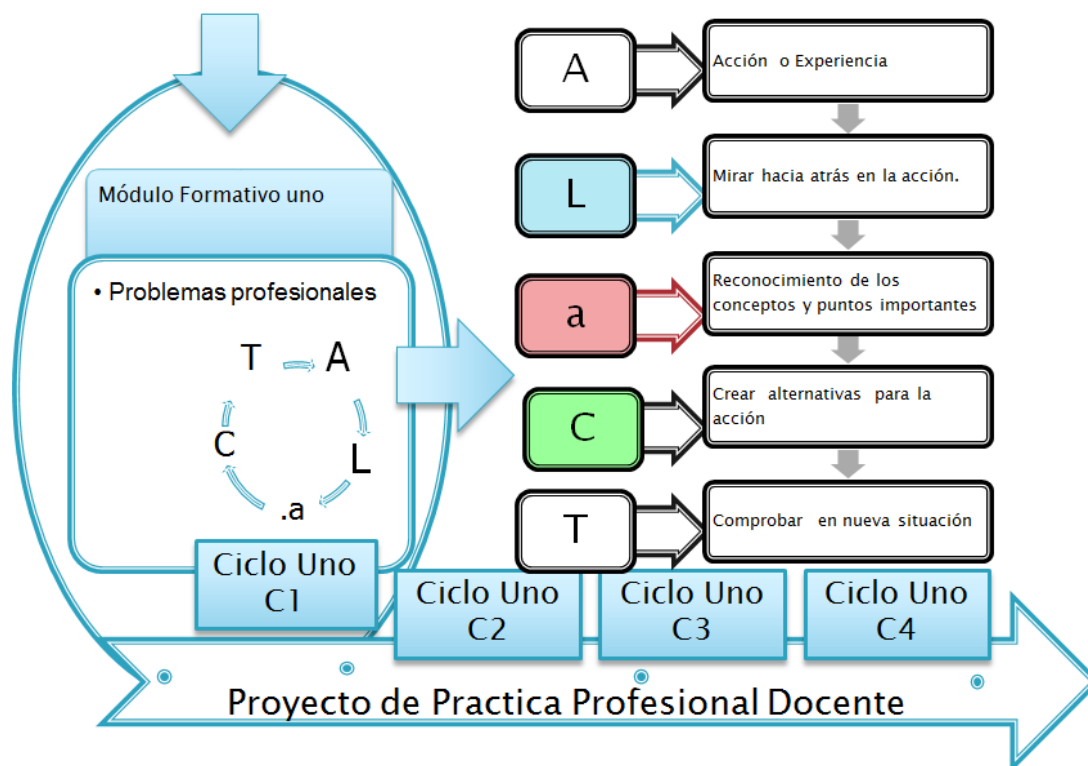 Módulo Formativo uno
• Problemas profesionales
T
A
C
L
.a
A
Acción o Experiencia
L
Mirar hacia atrás en la acción.
a
Reconocimiento de los
conceptos y puntos importantes
C
Crear alternativas para la
acción
T
Comprobar en nueva situación
Ciclo Uno
C1
Ciclo Uno
C2
Ciclo Uno
C3
Ciclo Uno
C4
Proyecto de Practica Profesional Docente